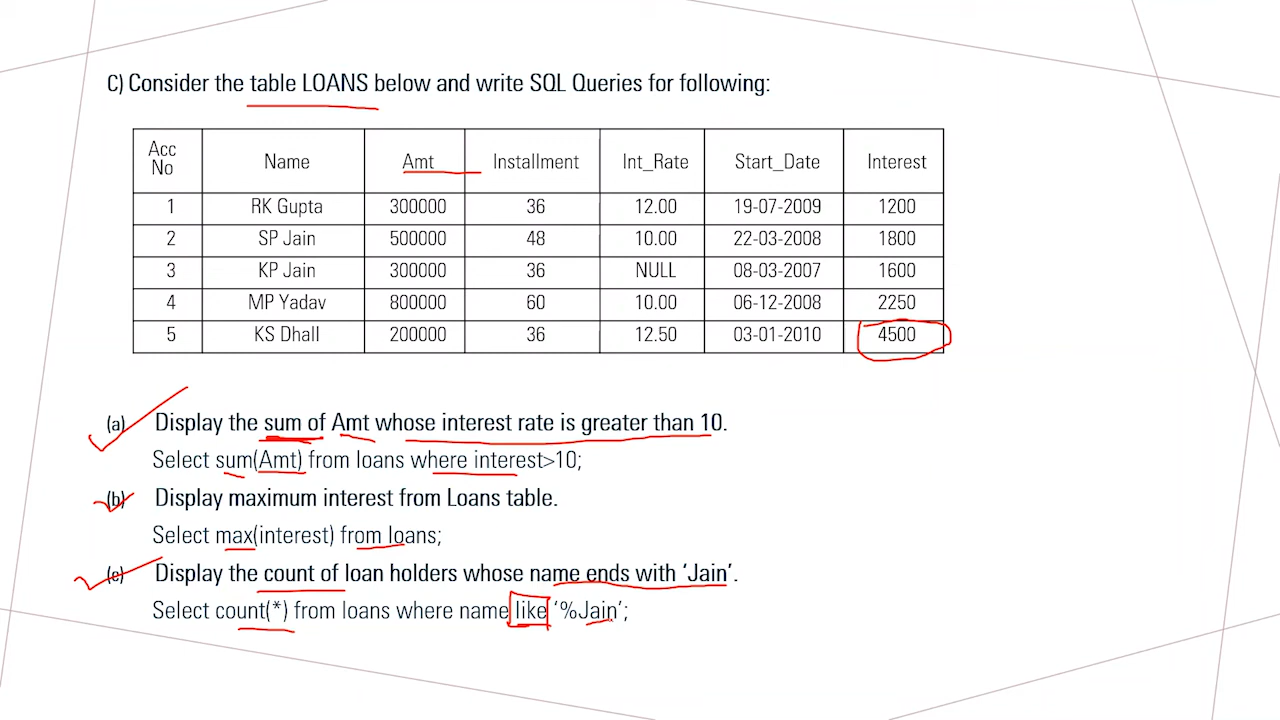 C) Consider the table LOANS below and write SQL Queries for following:
Acc No Name Amt Installment Int_Rate Start_Date Interest
1 RK Gupta 300000 36 12.00 19-07-2009 1200
2 SP Jain 500000 48 10.00 22-03-2008 1800
3 KP Jain 300000 36 NULL 08-03-2007 1600
4 MP Yadav 800000 60 10.00 06-12-2008 2250
5 KS Dhall 200000 36 12.50 03-01-2010 4500
(a) Display the sum of Amt whose interest rate is greater than 10.
Select sum(Amt) from loans where interest>10;
(b) Display maximum interest from Loans table.
Select max(interest) from loans;
(c) Display the count of loan holders whose name ends with ‘Jain’.
Select count(*) from loans where name like ‘%Jain’;